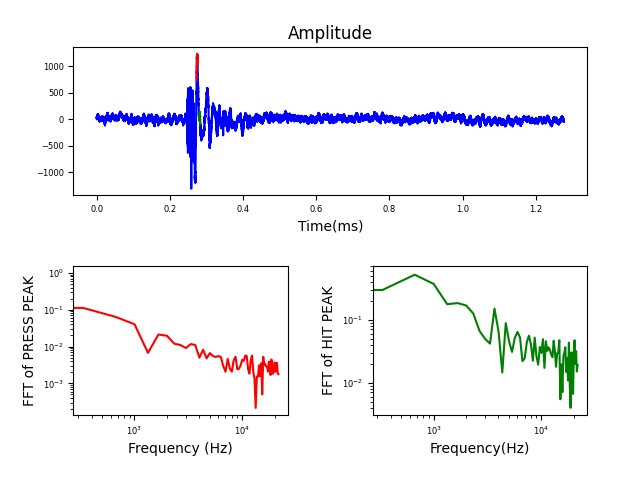 Amplitude
1000
500
0
−500
−1000
0.0 0.2 0.4 0.6 0.8 1.0 1.2
Time(ms)
FFT of PRESS PEAK
10⁰
10⁻¹
10⁻²
10⁻³
10³ 10⁴
Frequency (Hz)
FFT of HIT PEAK
10⁻¹
10⁻²
10³ 10⁴
Frequency(Hz)